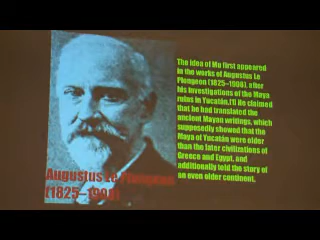 The idea of Mu first appeared
in the works of Augustus Le
Plongeon (1825–1908), after
his investigations of the Maya
ruins in Yucatán.[1] He claimed
that he had translated the
ancient Mayan writings, which
supposedly showed that the
Maya of Yucatán were older
than the later civilizations of
Greece and Egypt, and
additionally told the story of
an even older continent.
Augustus Le Plongeon
(1825–1908)